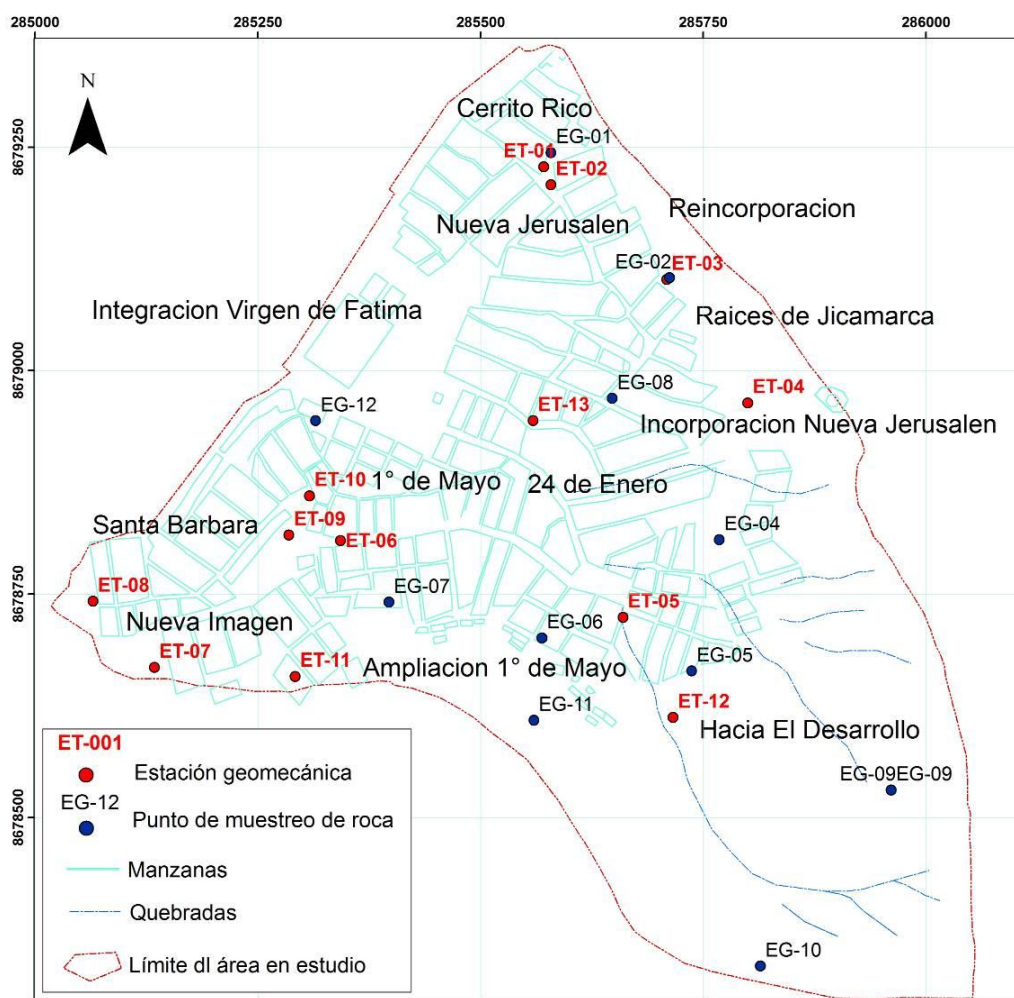 285000 285250 285500 285750 286000
N
Cerrito Rico
8679250
EG-01
ET-01
ET-02
Reincorporacion
Nueva Jerusalen
EG-02 ET-03
Integracion Virgen de Fatima
Raices de Jicamarca
8679000
EG-08
ET-04
EG-12
ET-13
Incorporacion Nueva Jerusalen
ET-10 1° de Mayo
24 de Enero
Santa Barbara
ET-09
ET-06
EG-04
ET-08
EG-07
8678750
ET-05
Nueva Imagen
EG-06
ET-07
ET-11
Ampliacion 1° de Mayo
EG-05
EG-11
ET-12
Hacia El Desarrollo
ET-001
Estación geomecánica
EG-09EG-09
EG-12
Punto de muestreo de roca
8678500
Manzanas
Quebradas
Límite dl área en estudio
EG-10